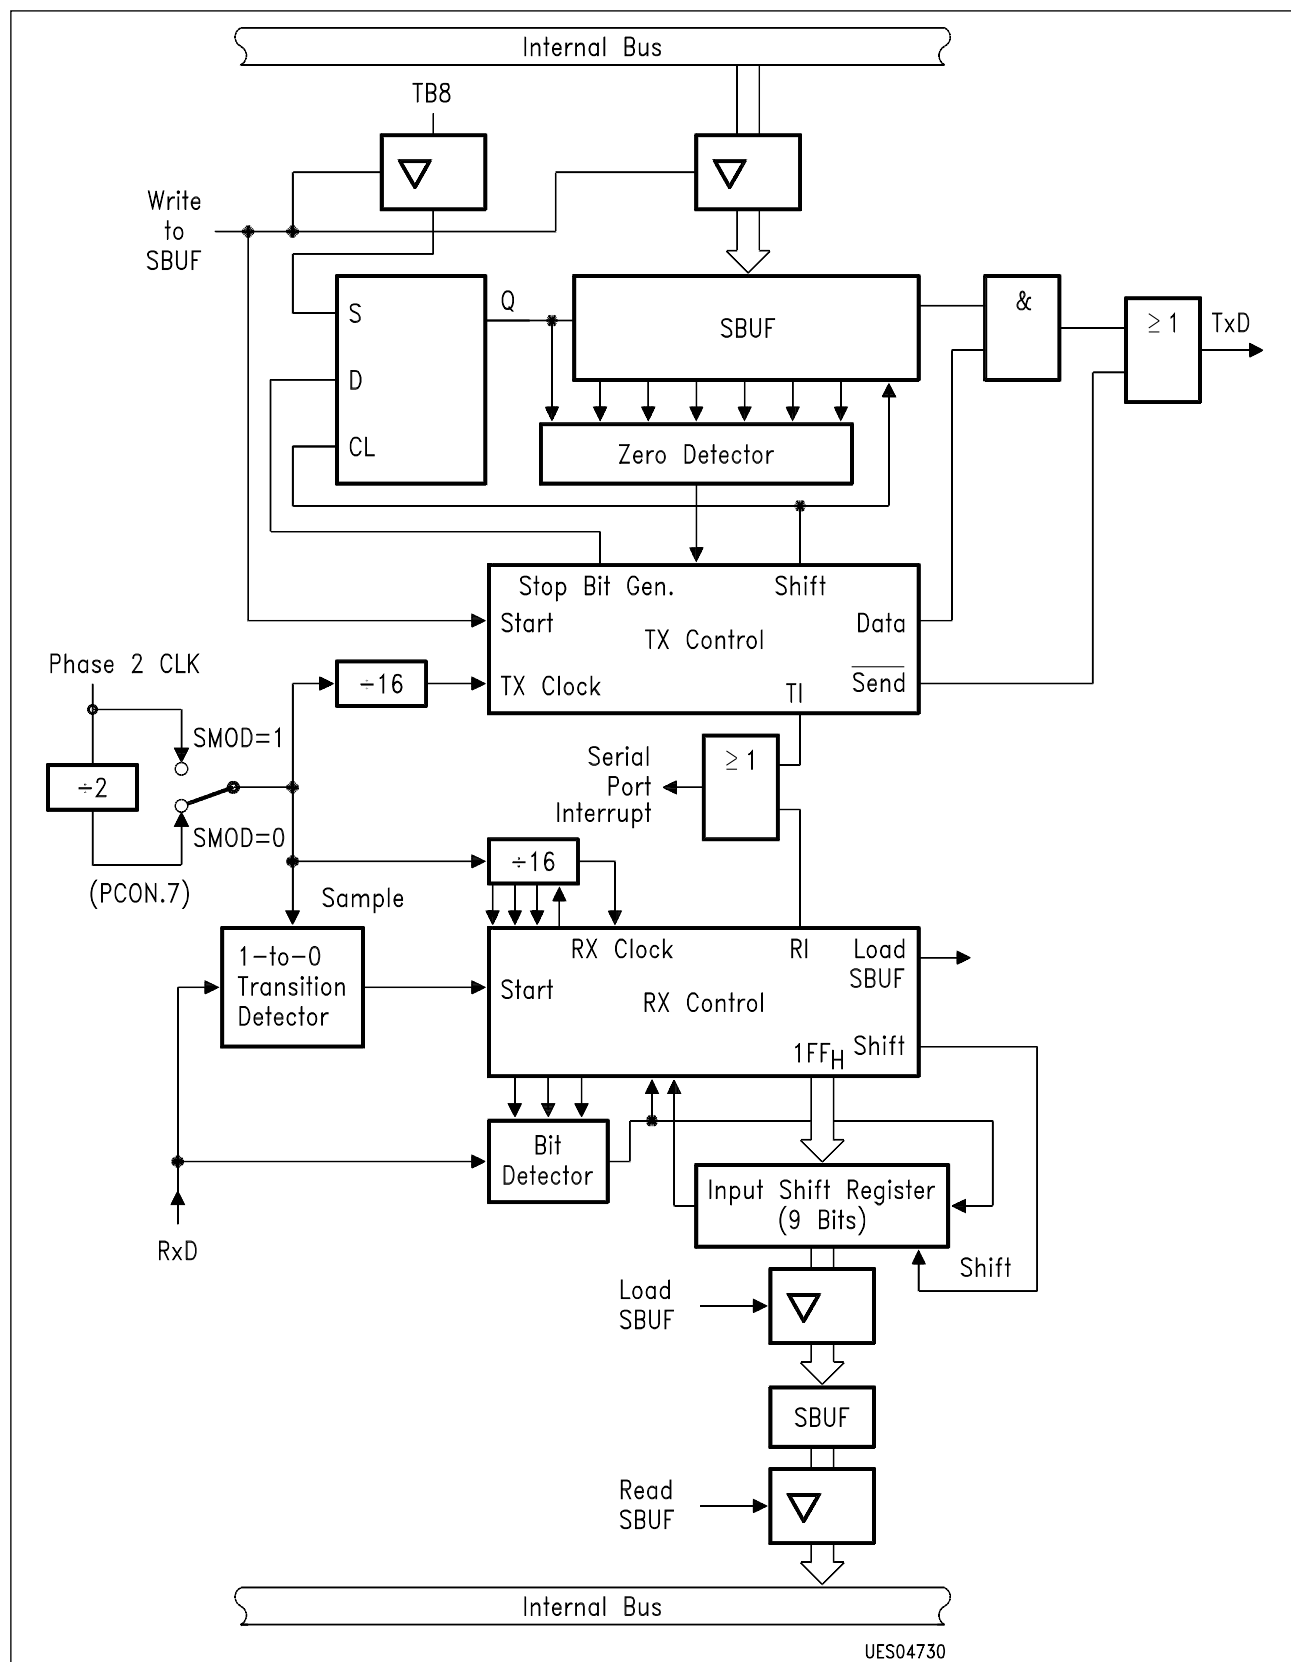 Internal Bus
TB8
Write
to
SBUF
S
D
CL
Q
SBUF
&
≥1
TxD
Zero Detector
Stop Bit Gen.
Shift
Start
TX Control
Data
Send
TX Clock
TI
Phase 2 CLK
÷16
SMOD=1
÷2
SMOD=0
(PCON.7)
Serial
Port
Interrupt
≥1
÷16
Sample
1-to-0
Transition
Detector
RX Clock
RI
Load
SBUF
Start
RX Control
1FFH
Shift
Bit
Detector
Input Shift Register
(9 Bits)
RxD
Shift
Load
SBUF
SBUF
Read
SBUF
Internal Bus
UES04730